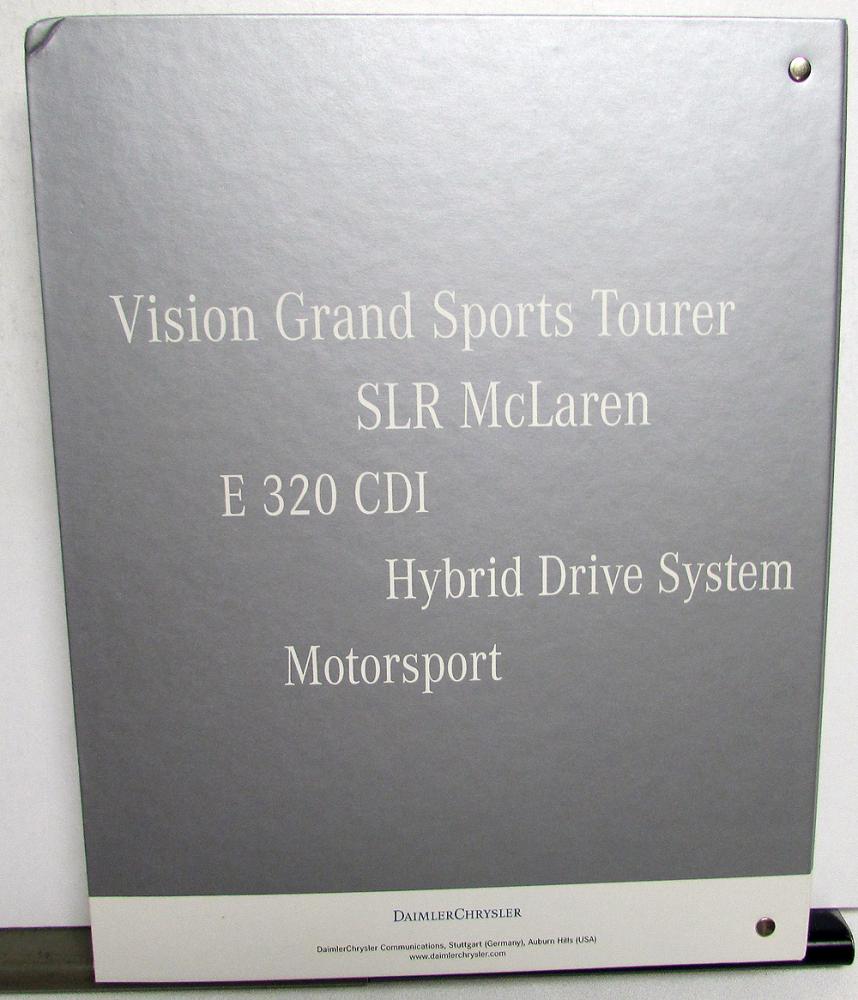 Vision Grand Sports Tourer
SLR McLaren
E 320 CDI
Hybrid Drive System
Motorsport
DAIMLERCHRYSLER
DaimlerChrysler Communications, Stuttgart (Germany), Auburn Hills (USA)
www.daimlerchrysler.com